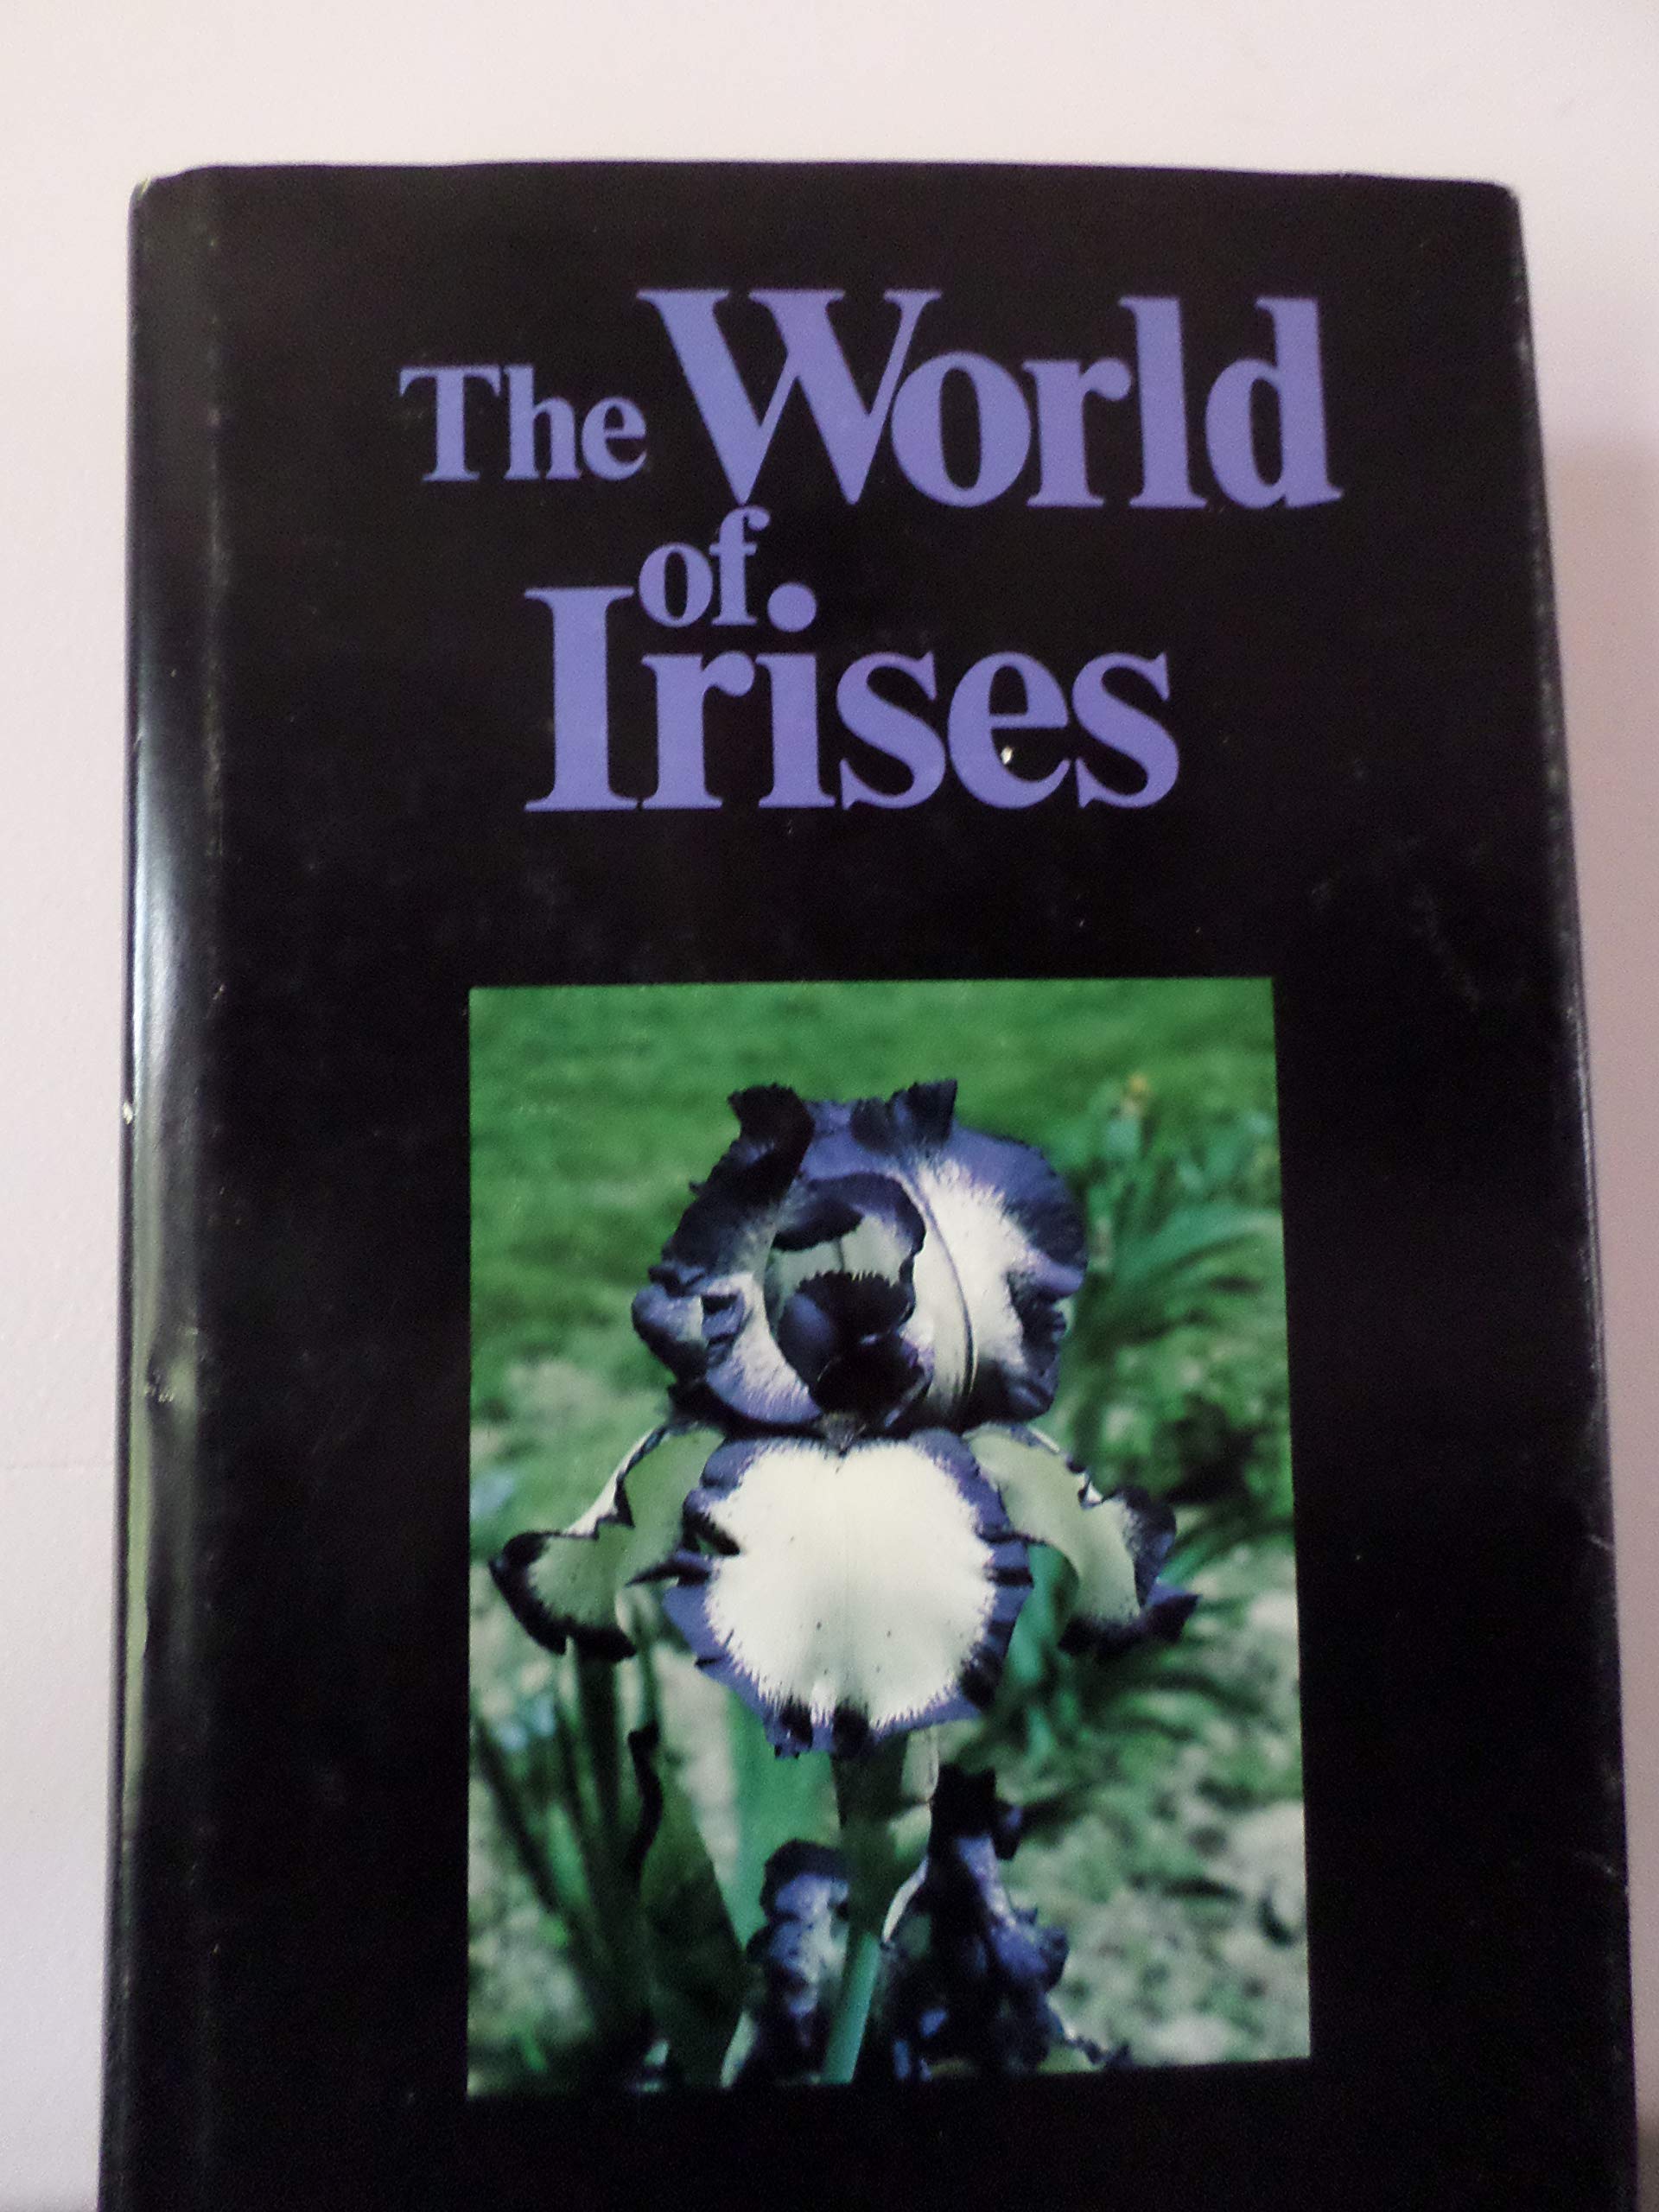 The World
of
Irises